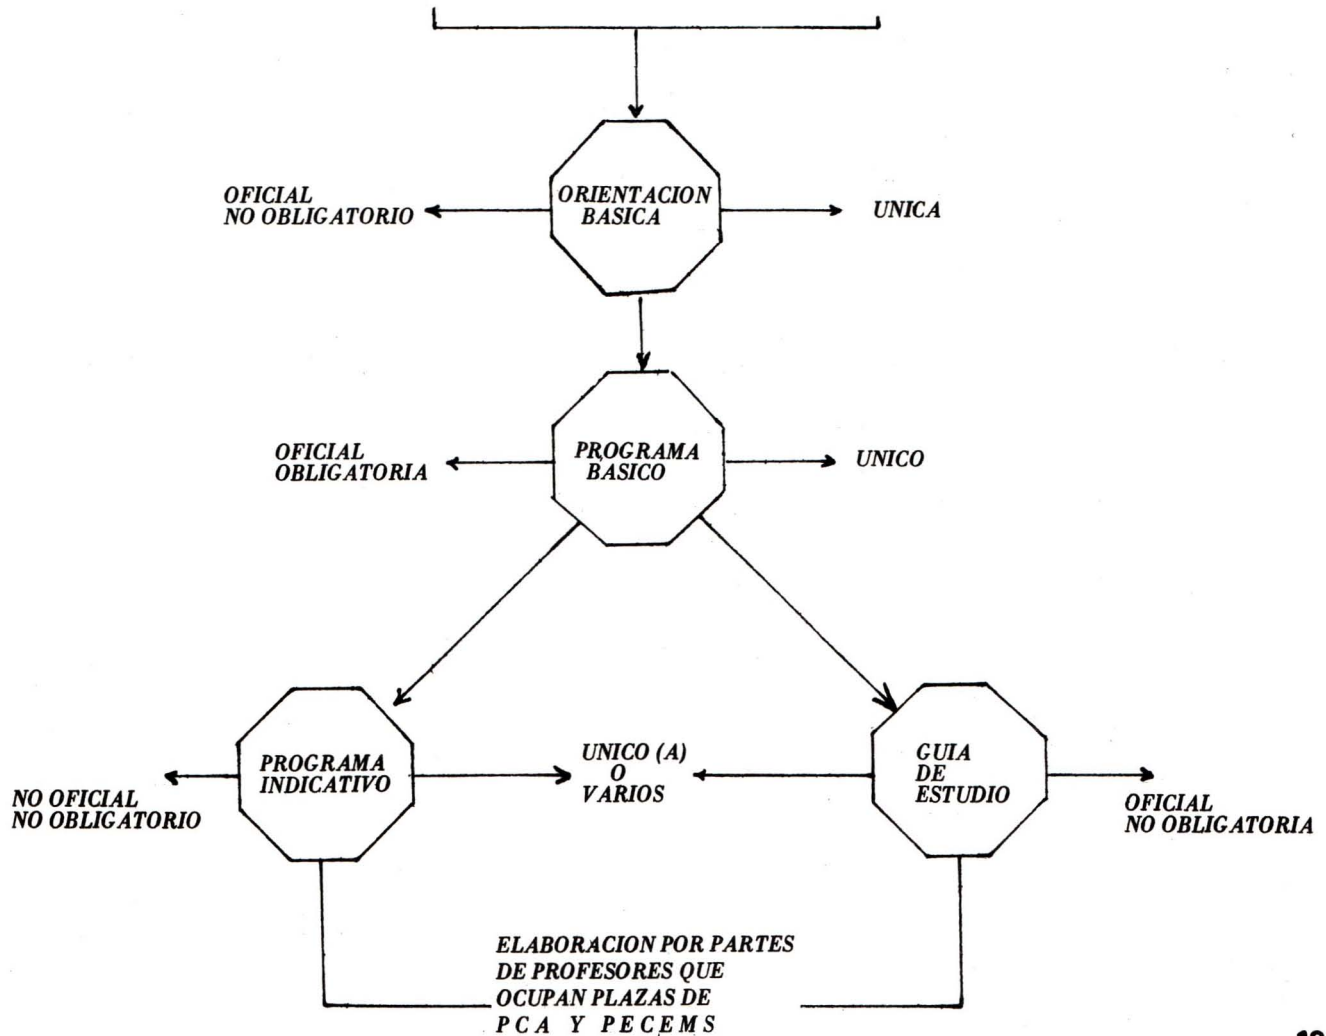 OFICIAL
NO OBLIGATORIO
ORIENTACION
BASICA
UNICA
OFICIAL
OBLIGATORIA
PROGRAMA
BASICO
UNICO
NO OFICIAL
NO OBLIGATORIO
PROGRAMA
INDICATIVO
UNICO (A)
O
VARIOS
GUIA
DE
ESTUDIO
OFICIAL
NO OBLIGATORIA
ELABORACION POR PARTES
DE PROFESORES QUE
OCUPAN PLAZAS DE
P C A Y P E C E M S